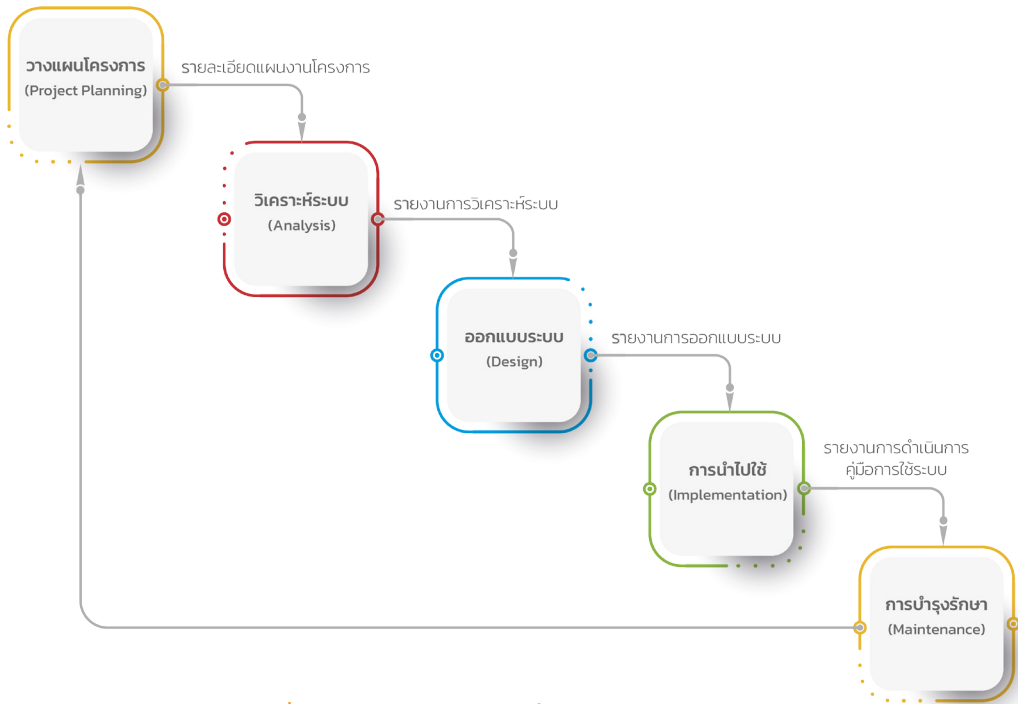 วางแผนโครงการ
(Project Planning)
รายละเอียดแผนงานโครงการ
วิเคราะห์ระบบ
(Analysis)
รายงานการวิเคราะห์ระบบ
ออกแบบระบบ
(Design)
รายงานการออกแบบระบบ
การนำไปใช้
(Implementation)
รายงานการดำเนินการ
คู่มือการใช้ระบบ
การบำรุงรักษา
(Maintenance)